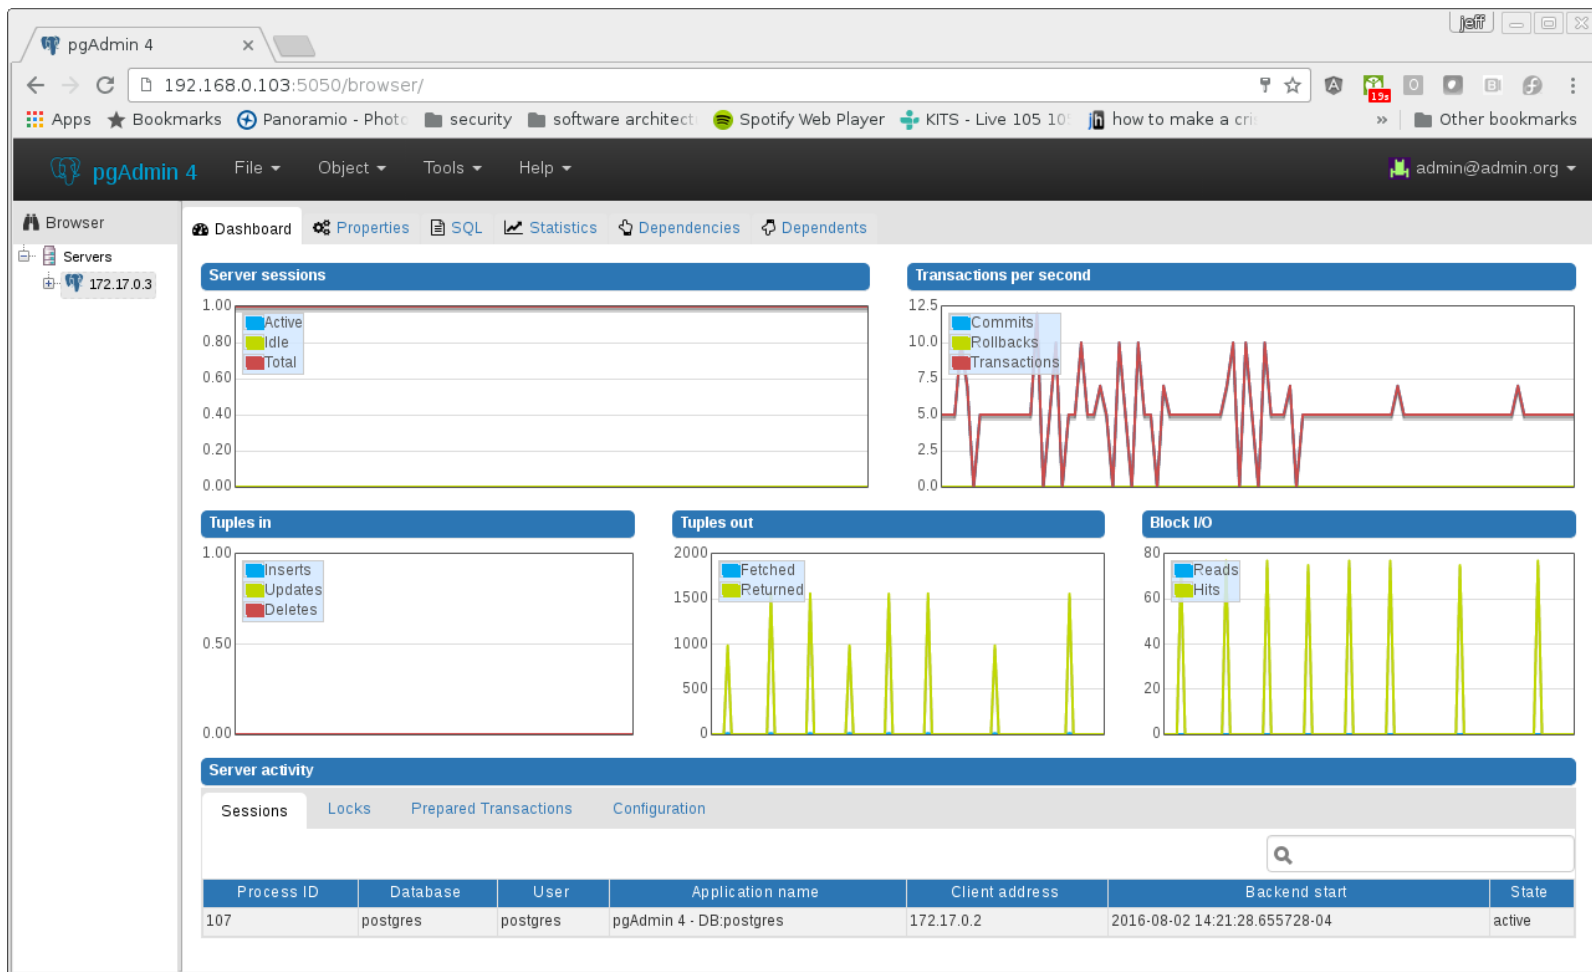 jeff
pgAdmin 4
192.168.0.103:5050/browser/
19s
Apps Bookmarks Panoramio - Photo security software architect Spotify Web Player KITS - Live 105 10 how to make a cri » Other bookmarks
pgAdmin 4 File Object Tools Help admin@admin.org
Browser
Dashboard Properties SQL Statistics Dependencies Dependents
Servers
172.17.0.3
Server sessions
1.00
0.80
0.60
0.40
0.20
0.00
Active
Idle
Total
Transactions per second
12.5
10.0
7.5
5.0
2.5
0.0
Commits
Rollbacks
Transactions
Tuples in
1.00
0.50
0.00
Inserts
Updates
Deletes
Tuples out
2000
1500
1000
500
0
Fetched
Returned
Block I/O
80
60
40
20
0
Reads
Hits
Server activity
Sessions Locks Prepared Transactions Configuration
Process ID Database User Application name Client address Backend start State
107 postgres postgres pgAdmin 4 - DB:postgres 172.17.0.2 2016-08-02 14:21:28.655728-04 active